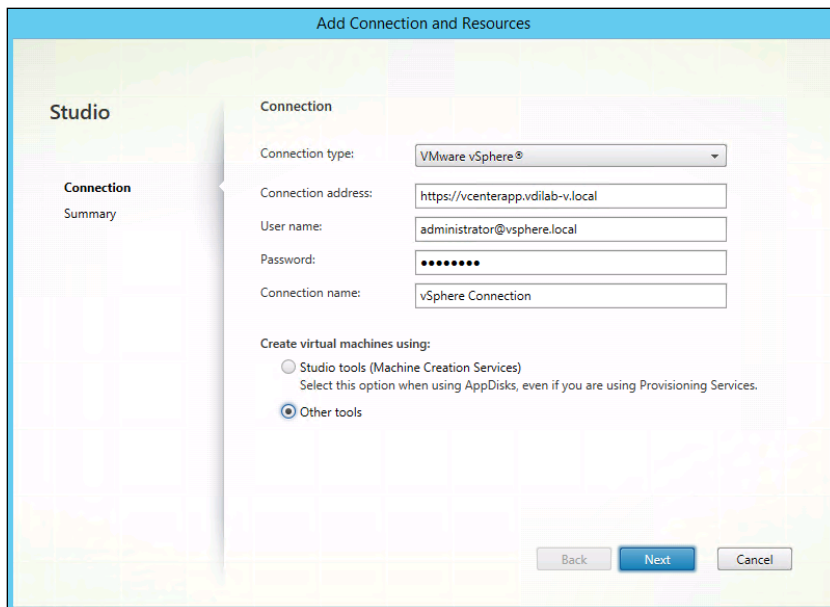 Add Connection and Resources
Studio
Connection
Summary
Connection
Connection type:
VMware vSphere®
Connection address:
https://vcenterapp.vdilab-v.local
User name:
administrator@vsphere.local
Password:
●●●●●●●●
Connection name:
vSphere Connection
Create virtual machines using:
Studio tools (Machine Creation Services)
Select this option when using AppDisks, even if you are using Provisioning Services.
Other tools
Back
Next
Cancel